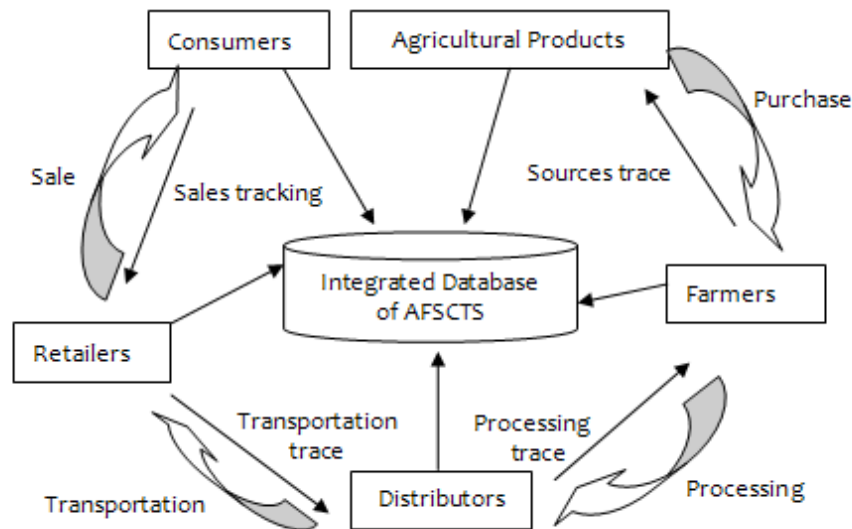 Consumers
Agricultural Products
Purchase
Sale
Sales tracking
Sources trace
Integrated Database
of AFSCTS
Farmers
Retailers
Transportation
trace
Processing
trace
Transportation
Distributors
Processing